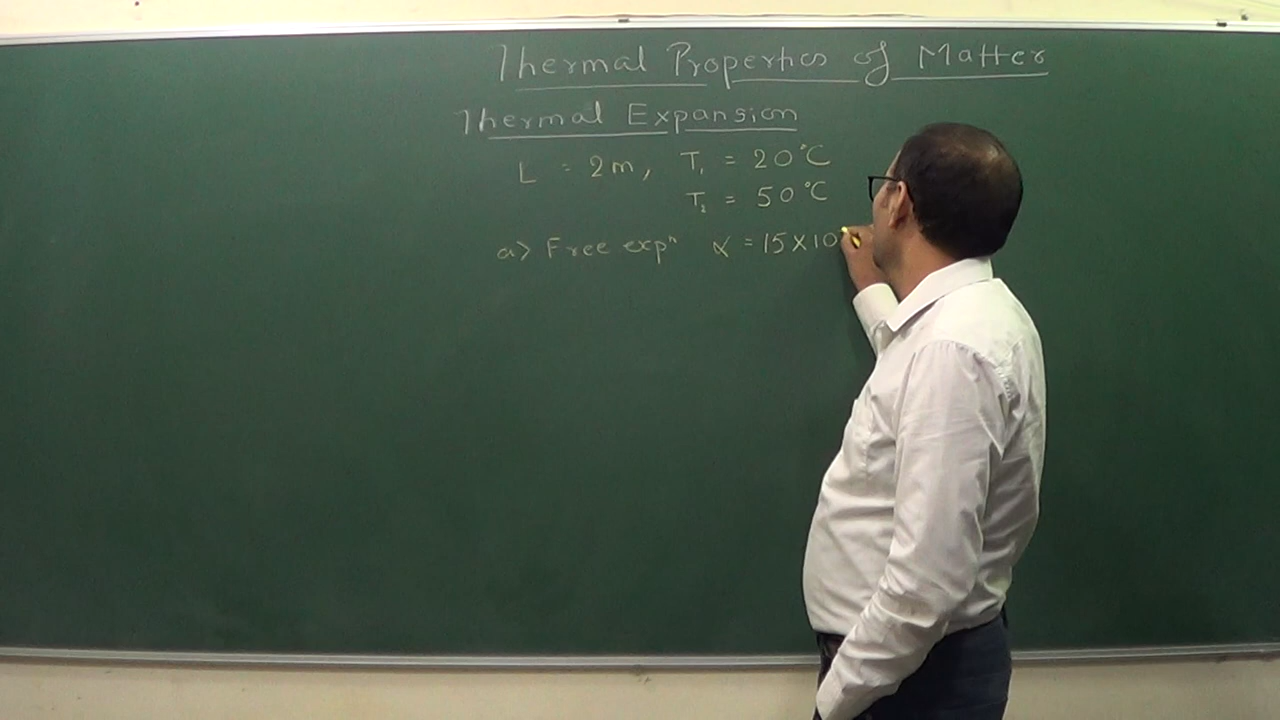 Thermal Properties of Matter
Thermal Expansion
L = 2m, T₁ = 20°C
T₂ = 50°C
a) Free expⁿ α = 15 × 10